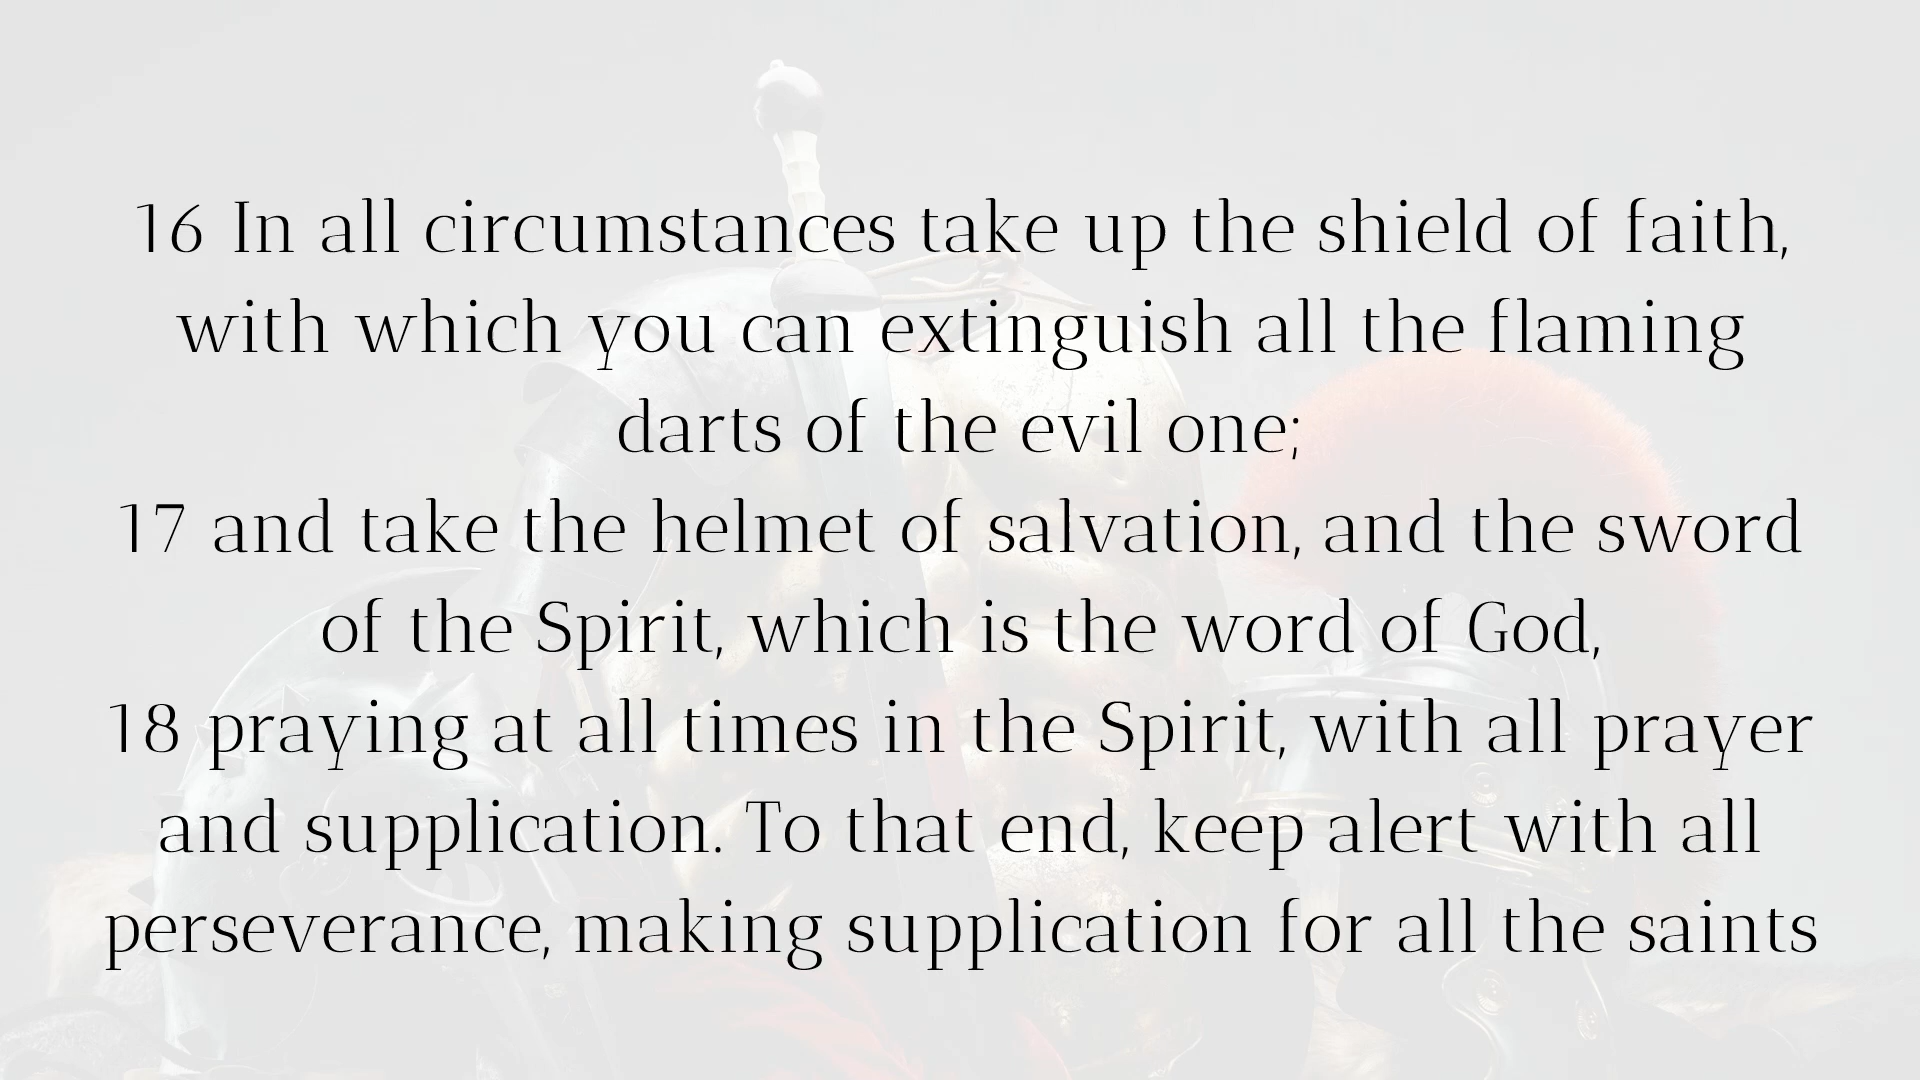 16 In all circumstances take up the shield of faith,
with which you can extinguish all the flaming
darts of the evil one;
17 and take the helmet of salvation, and the sword
of the Spirit, which is the word of God,
18 praying at all times in the Spirit, with all prayer
and supplication. To that end, keep alert with all
perseverance, making supplication for all the saints